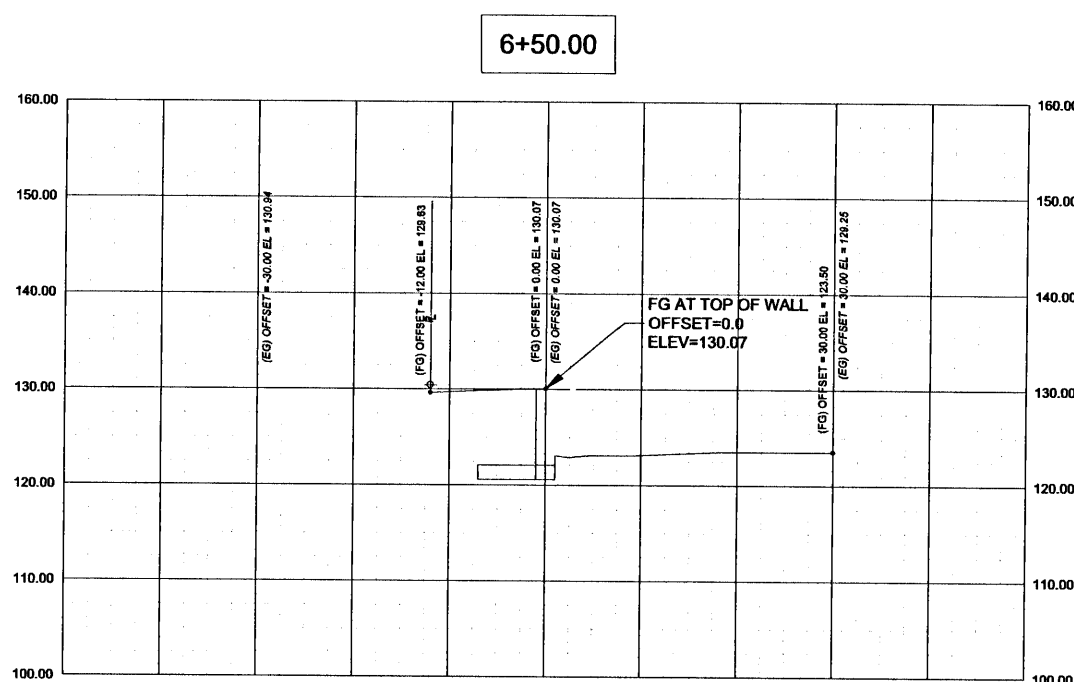 6+50.00
160.00
160.00
150.00
150.00
140.00
140.00
130.00
130.00
120.00
120.00
110.00
110.00
100.00
100.00
(EG) OFFSET = -30.00 EL = 130.94
(FG) OFFSET = -12.00 EL = 129.63
(FG) OFFSET = 0.00 EL = 130.07
(EG) OFFSET = 0.00 EL = 130.07
FG AT TOP OF WALL
OFFSET=0.0
ELEV=130.07
(FG) OFFSET = 30.00 EL = 123.50
(EG) OFFSET = 30.00 EL = 129.25